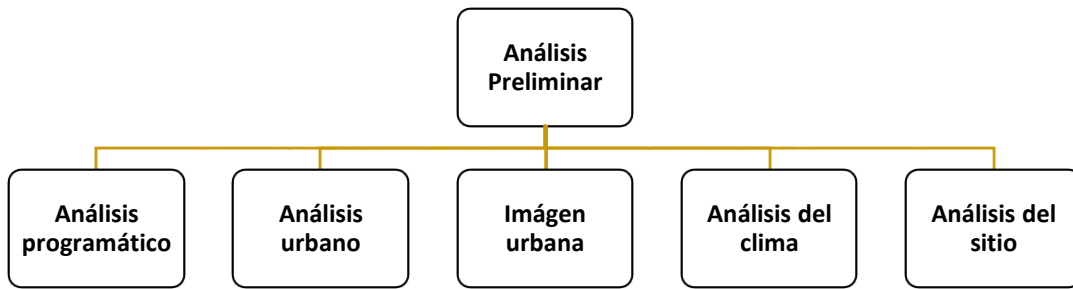 Análisis
Preliminar
Análisis
programático
Análisis
urbano
Imágen
urbana
Análisis del
clima
Análisis del
sitio